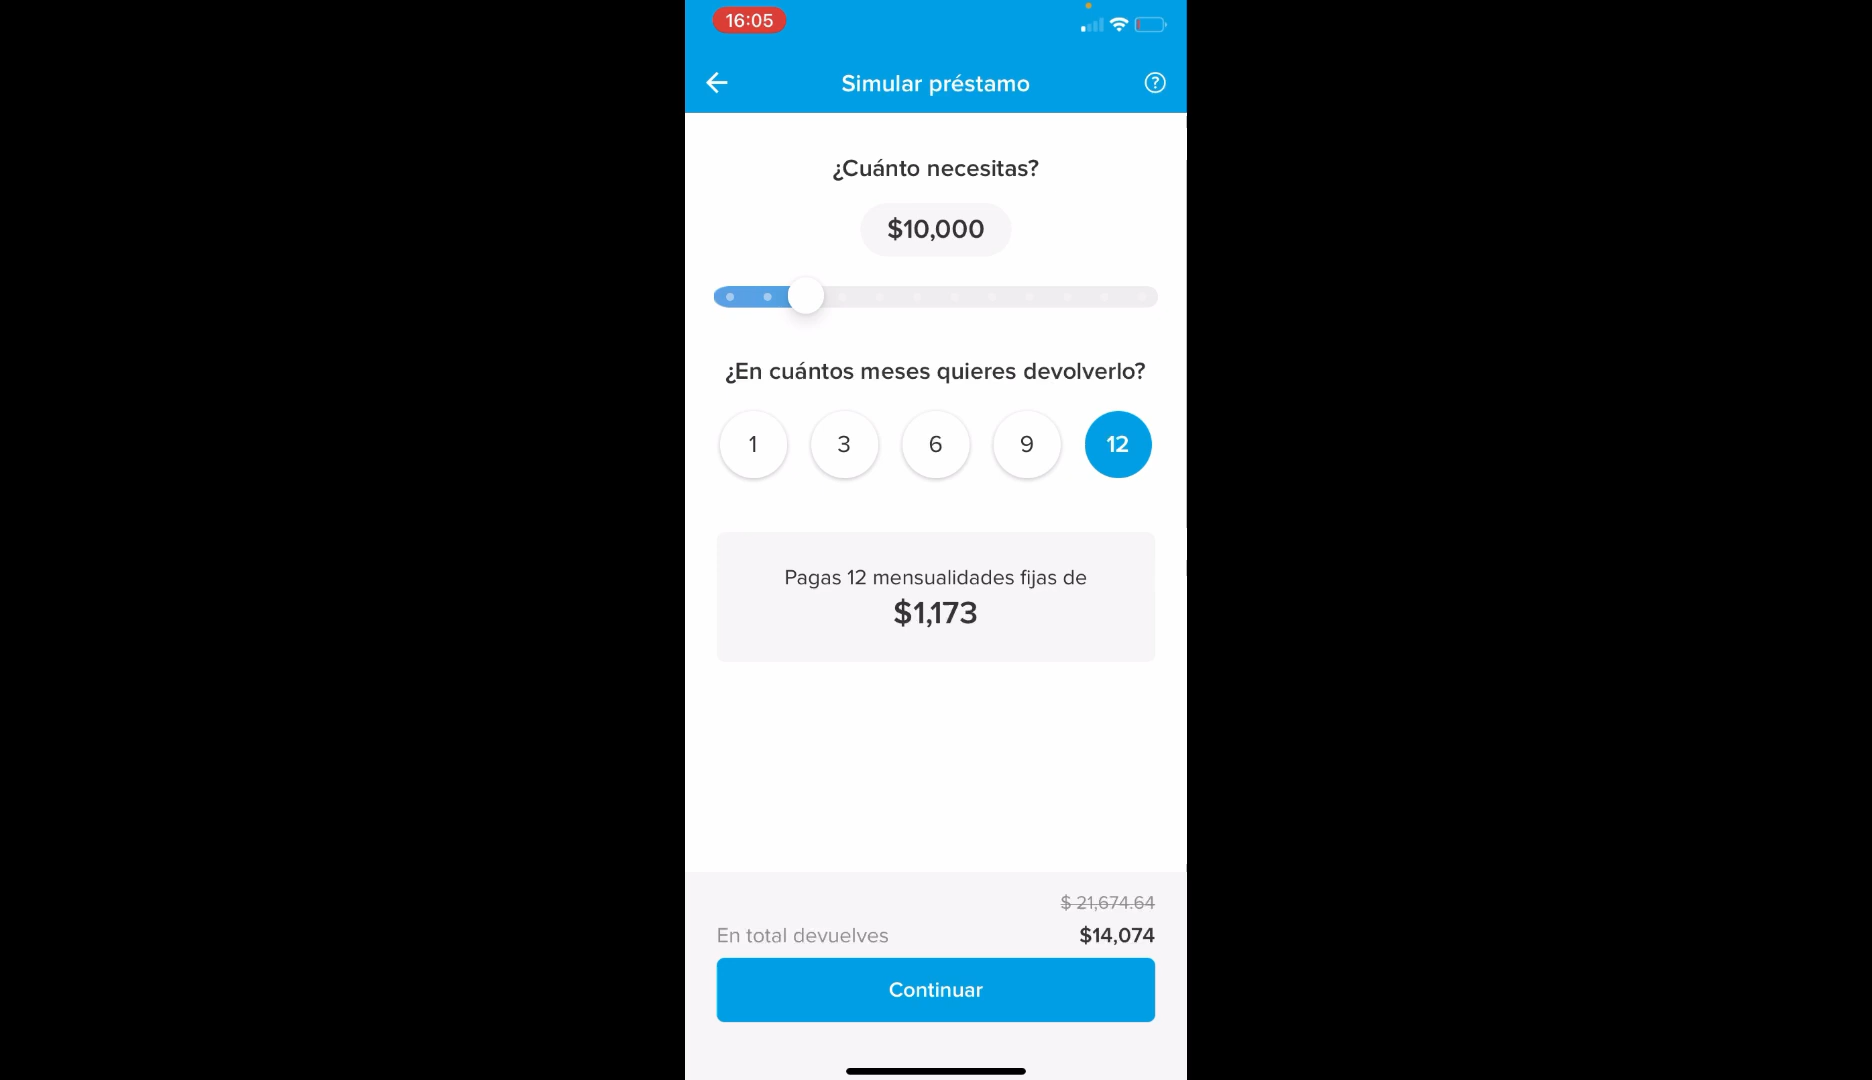 16:05
Simular préstamo
?
¿Cuánto necesitas?
$10,000
¿En cuántos meses quieres devolverlo?
1 3 6 9 12
Pagas 12 mensualidades fijas de
$1,173
$ 21,674.64
En total devuelves $14,074
Continuar